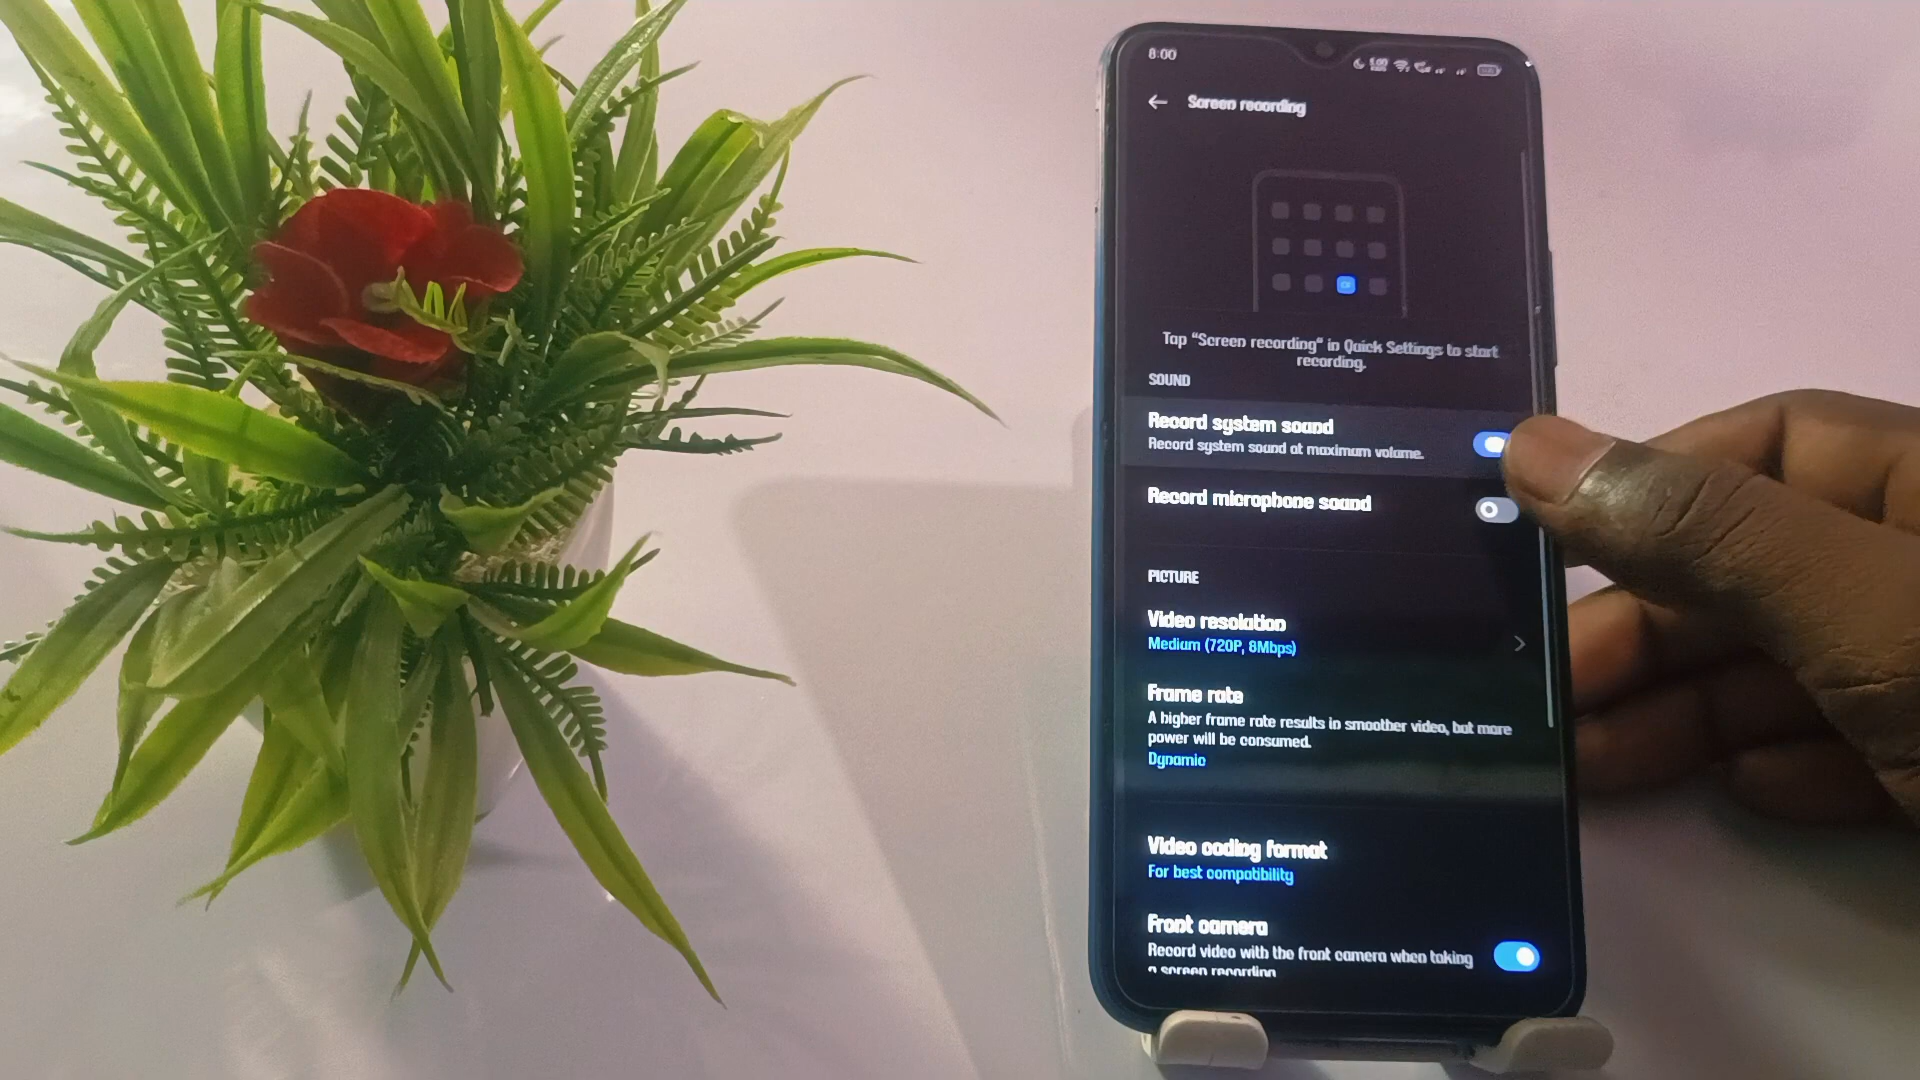 8:00
Screen recording
Tap "Screen recording" in Quick Settings to start
recording.
SOUND
Record system sound
Record system sound at maximum volume.
Record microphone sound
PICTURE
Video resolution
Medium (720P, 8Mbps)
Frame rate
A higher frame rate results in smoother video, but more
power will be consumed.
Dynamic
Video coding format
For best compatibility
Front camera
Record video with the front camera when taking
a screen recording